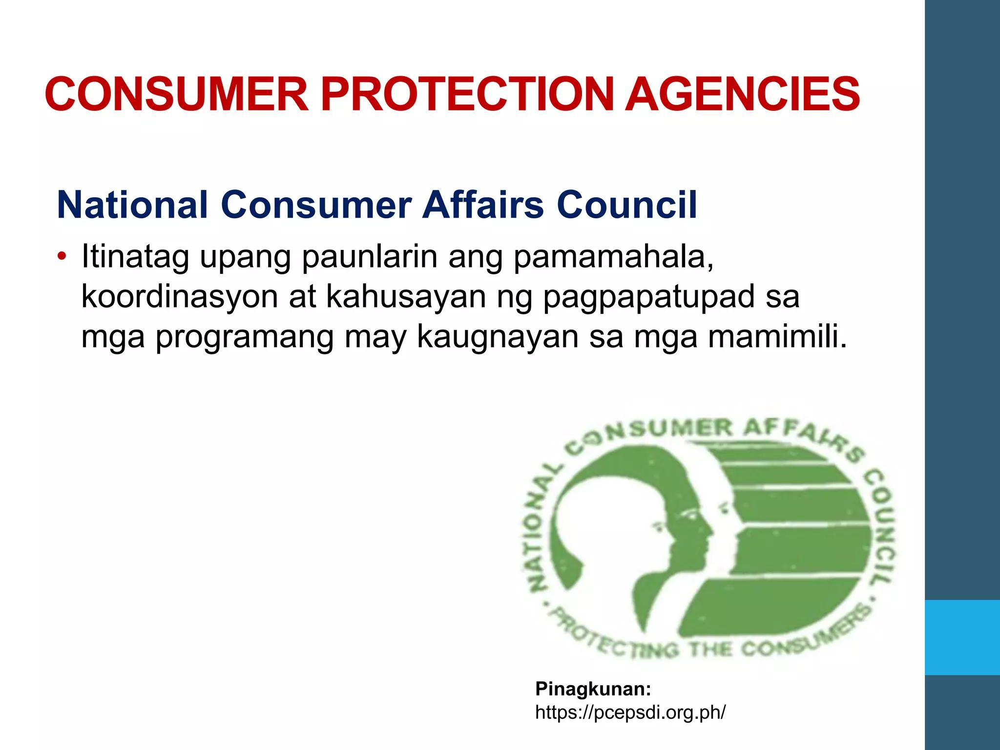 CONSUMER PROTECTION AGENCIES
National Consumer Affairs Council
• Itinatag upang paunlarin ang pamamahala,
koordinasyon at kahusayan ng pagpapatupad sa
mga programang may kaugnayan sa mga mamimili.
NATIONAL CONSUMER AFFAIRS COUNCIL
• PROTECTING THE CONSUMERS •
Pinagkunan:
https://pcepsdi.org.ph/